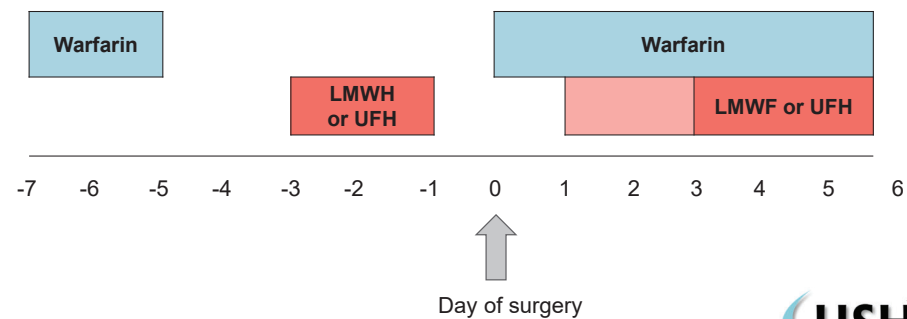 Warfarin
Warfarin
LMWH
or UFH
LMWF or UFH
-7 -6 -5 -4 -3 -2 -1 0 1 2 3 4 5 6
Day of surgery